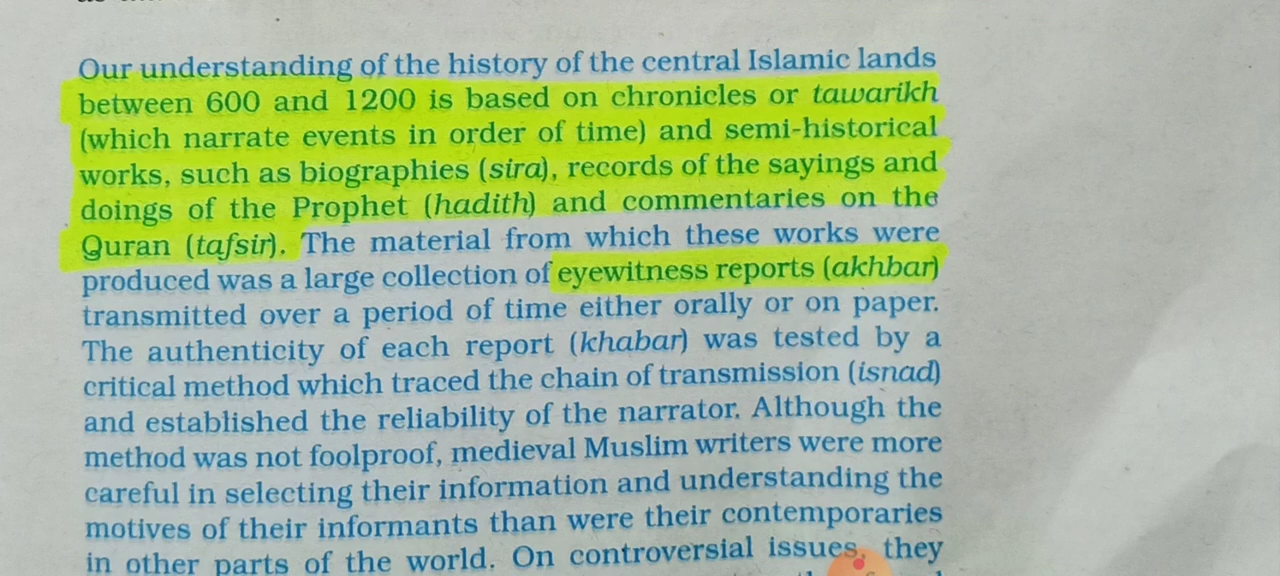 Our understanding of the history of the central Islamic lands
between 600 and 1200 is based on chronicles or tawarikh
(which narrate events in order of time) and semi-historical
works, such as biographies (sira), records of the sayings and
doings of the Prophet (hadith) and commentaries on the
Quran (tafsir). The material from which these works were
produced was a large collection of eyewitness reports (akhbar)
transmitted over a period of time either orally or on paper.
The authenticity of each report (khabar) was tested by a
critical method which traced the chain of transmission (isnad)
and established the reliability of the narrator. Although the
method was not foolproof, medieval Muslim writers were more
careful in selecting their information and understanding the
motives of their informants than were their contemporaries
in other parts of the world. On controversial issues, they